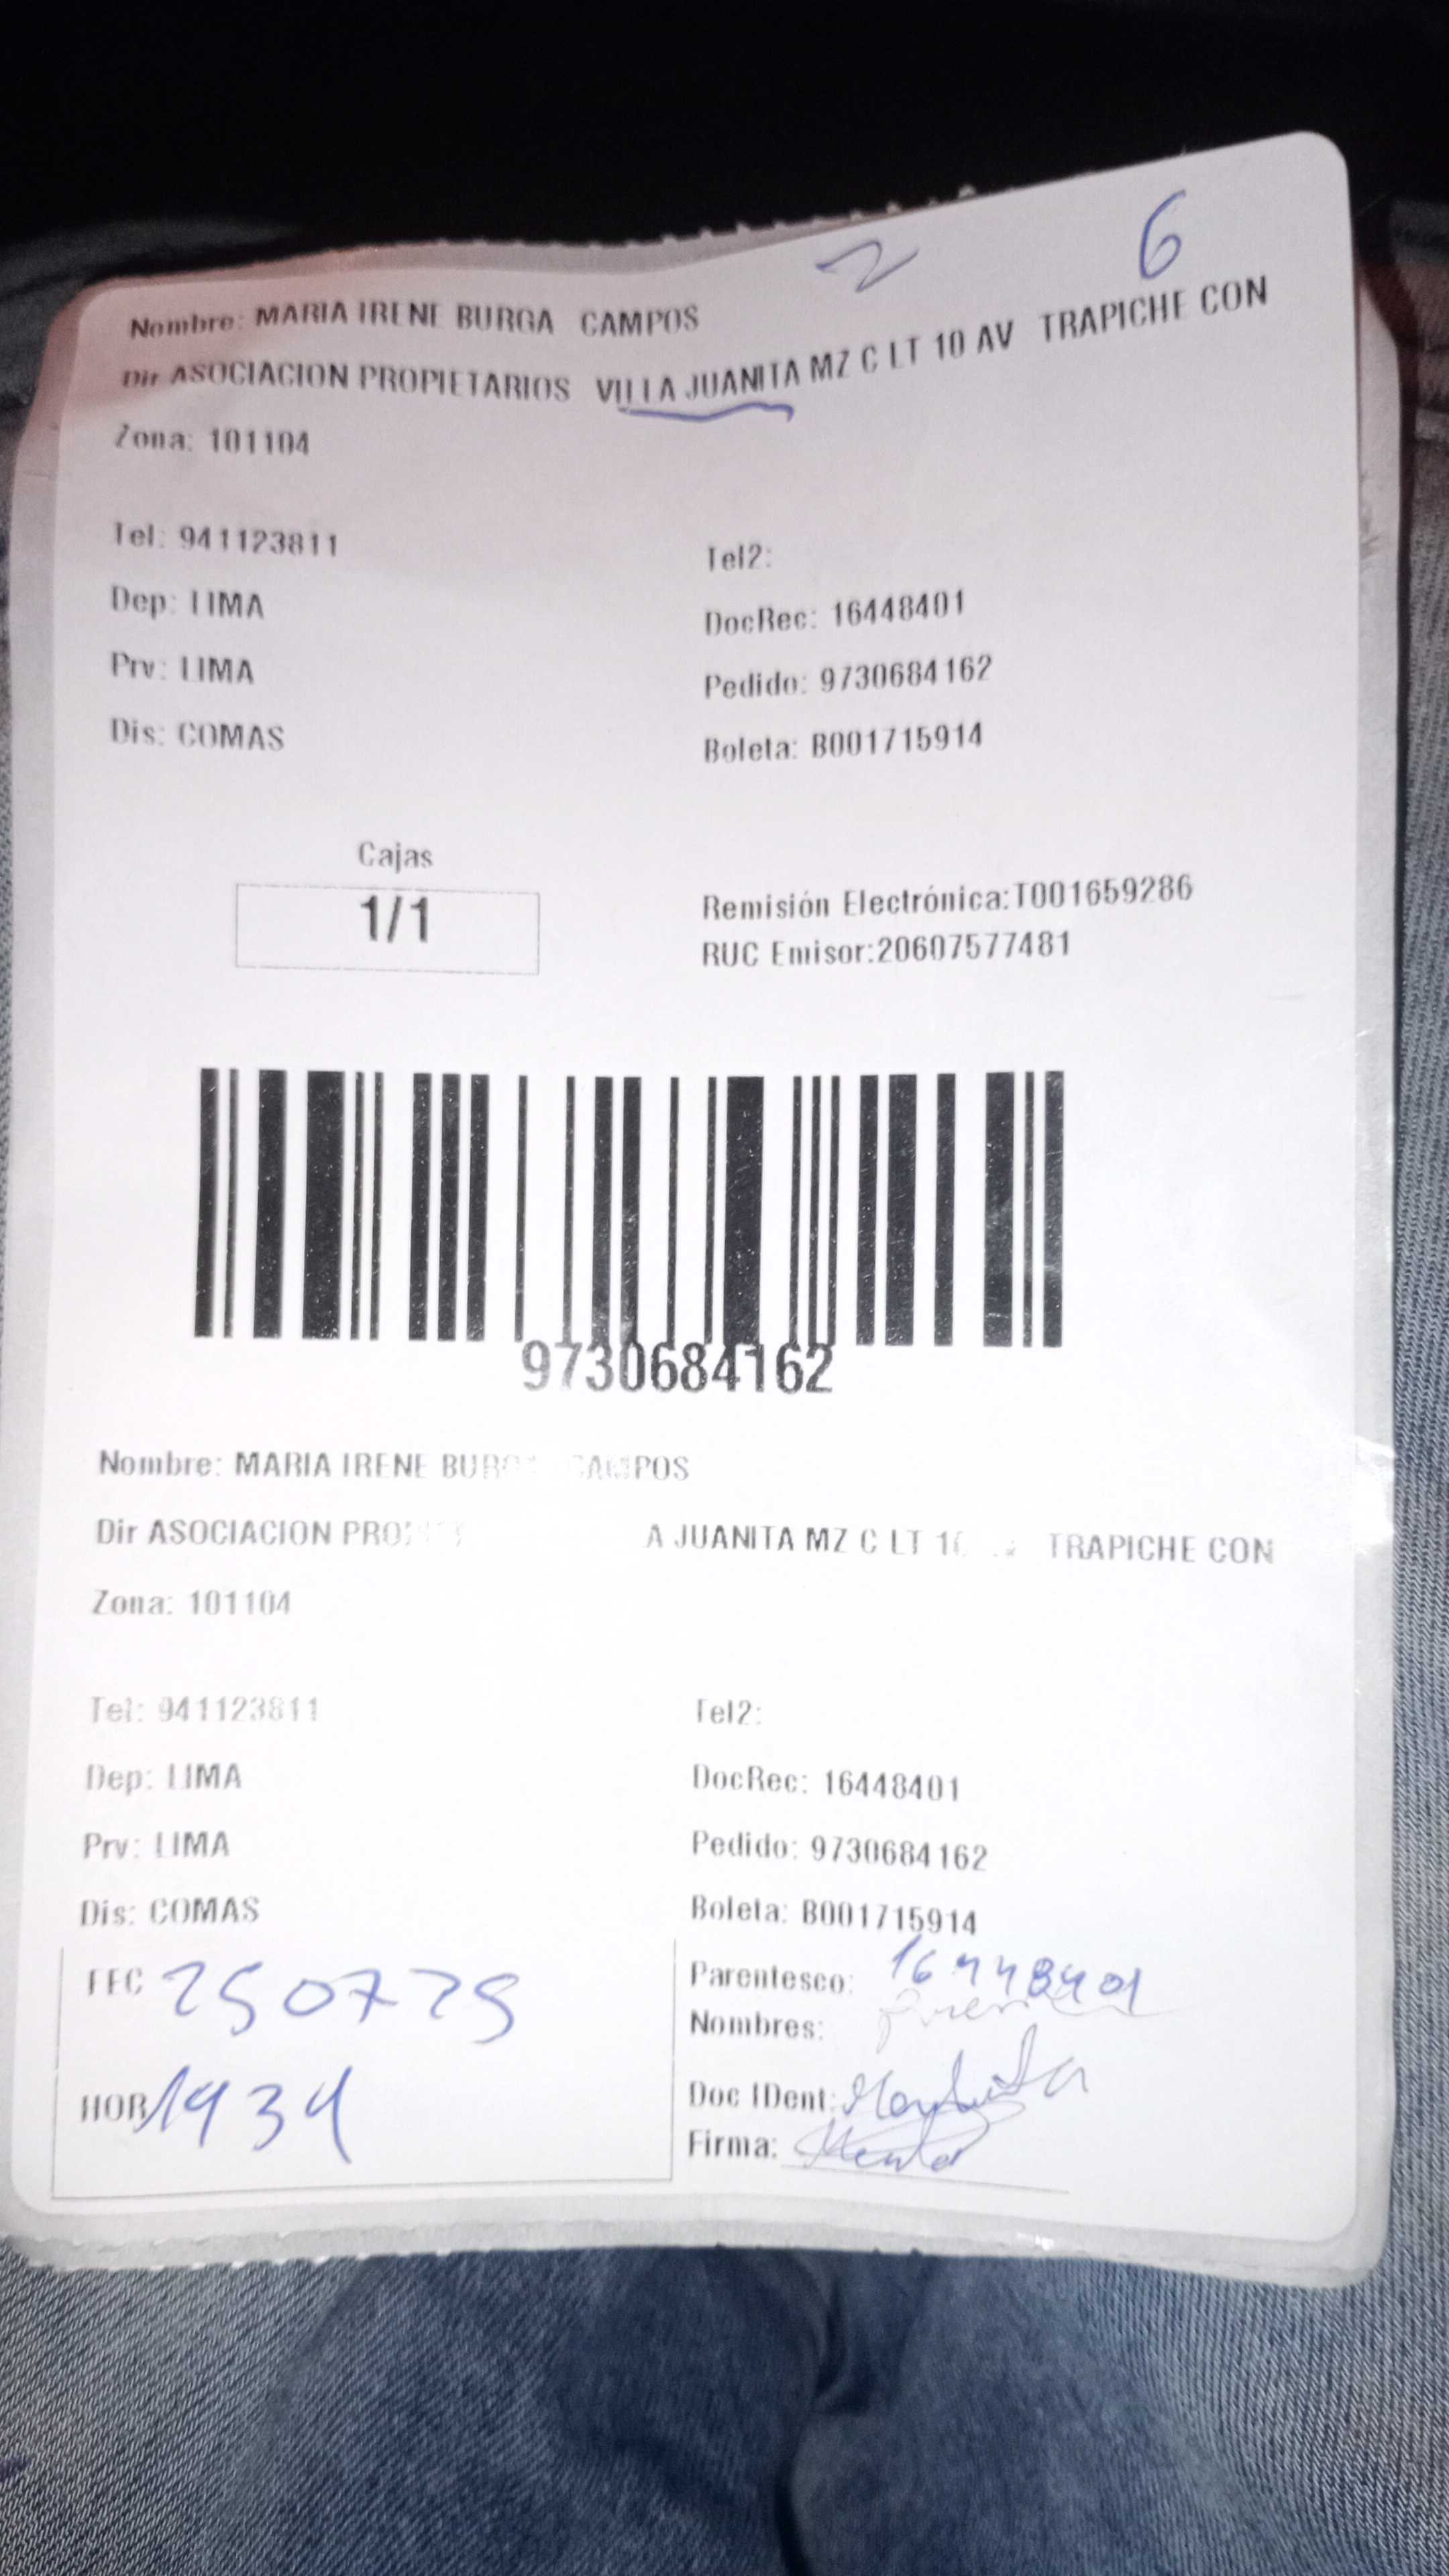 2 6
Nombre: MARIA IRENE BURGA CAMPOS
Dir ASOCIACION PROPIETARIOS VILLA JUANITA MZ C LT 10 AV TRAPICHE CON
Zona: 101104
Tel: 941123811 Tel2:
Dep: LIMA DocRec: 16448401
Prv: LIMA Pedido: 9730684162
Dis: COMAS Boleta: B001715914
Cajas
1/1
Remisión Electrónica:T001659286
RUC Emisor:20607577481
9730684162
Nombre: MARIA IRENE CAMPOS
Dir ASOCIACION A JUANITA MZ C LT TRAPICHE CON
Zona: 101104
Tel: 941123811 Tel2:
Dep: LIMA DocRec: 16448401
Prv: LIMA Pedido: 9730684162
Dis: COMAS Boleta: B001715914
FEC 250725 Parentesco: 16448401
Nombres:
HOR 1934 Doc IDent:
Firma: